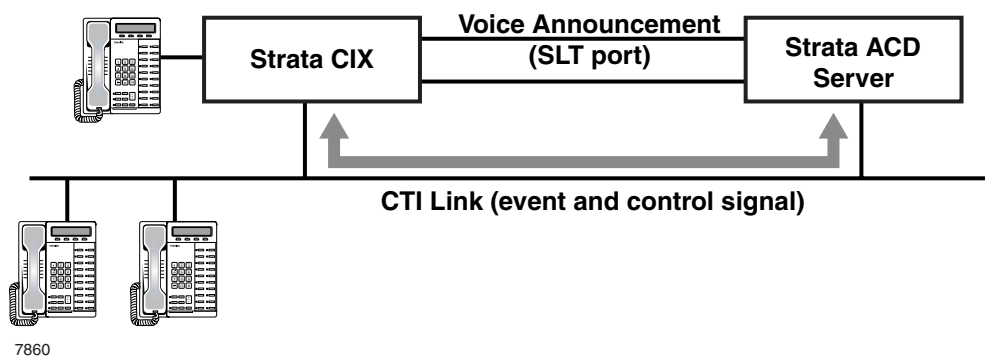 Voice Announcement
(SLT port)
Strata CIX
Strata ACD
Server
CTI Link (event and control signal)
7860